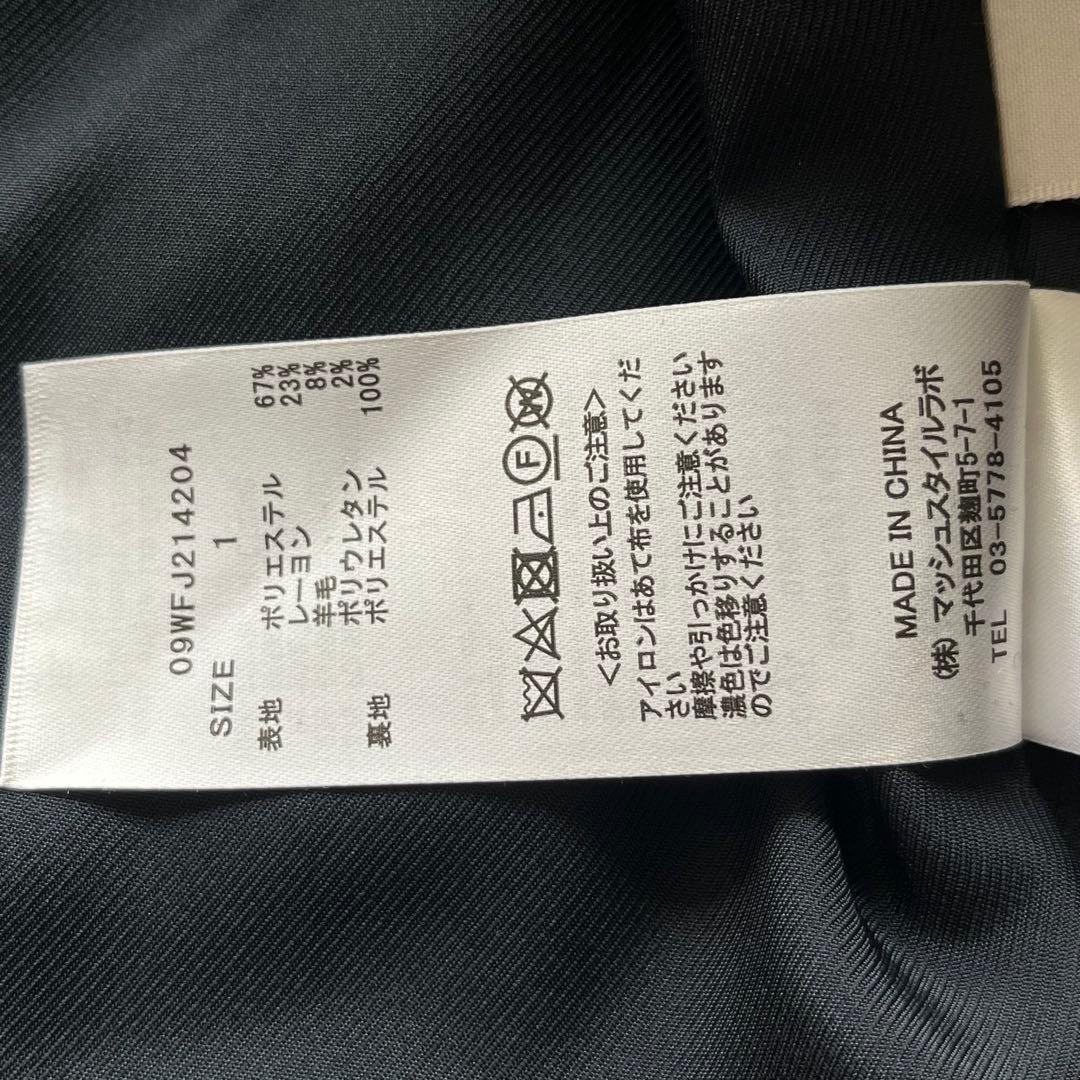 09WFJ214204
SIZE 1
表地 ポリエステル 67%
レーヨン 23%
羊毛 8%
ポリウレタン 2%
裏地 ポリエステル 100%
F W
<お取り扱い上のご注意>
アイロンはあて布を使用してくだ
さい
摩擦や引っかけにご注意ください
濃色は色移りすることがあります
のでご注意ください
MADE IN CHINA
(株)マッシュスタイルラボ
千代田区麹町5-7-1
TEL 03-5778-4105